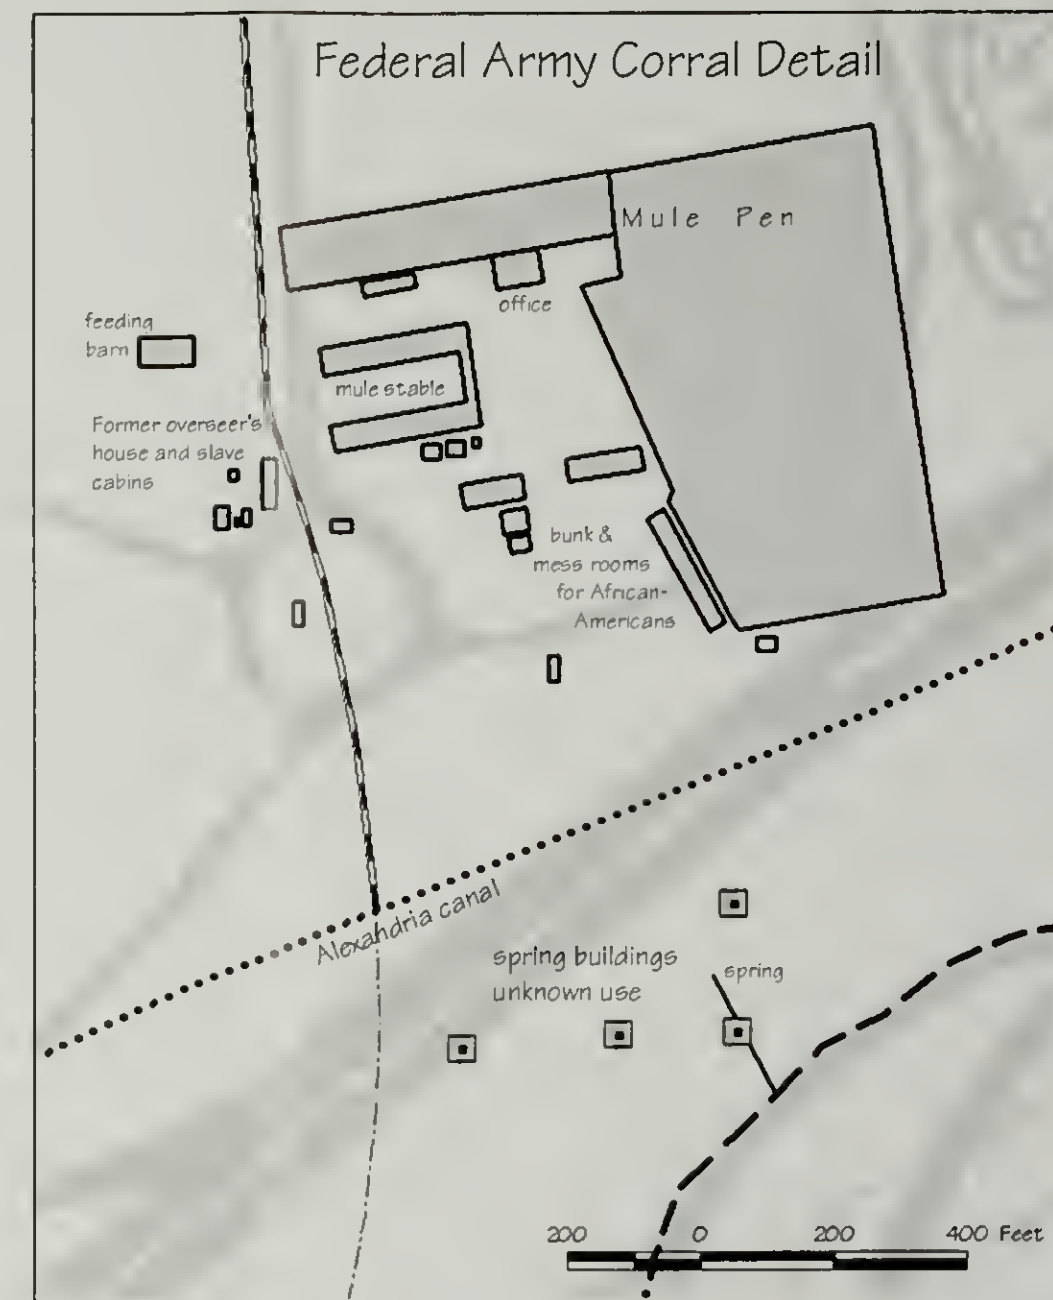 Federal Army Corral Detail
Mule Pen
office
feeding
barn
mule stable
Former overseer's
house and slave
cabins
bunk &
mess rooms
for African-
Americans
Alexandria canal
spring buildings
unknown use
spring
200 0 200 400 Feet